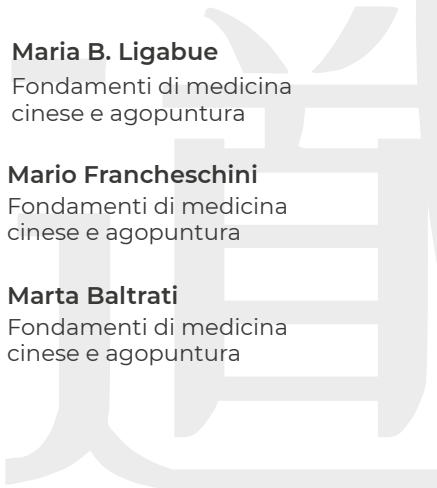 Maria B. Ligabue
Fondamenti di medicina
cinese e agopuntura
Mario Francheschini
Fondamenti di medicina
cinese e agopuntura
Marta Baltrati
Fondamenti di medicina
cinese e agopuntura